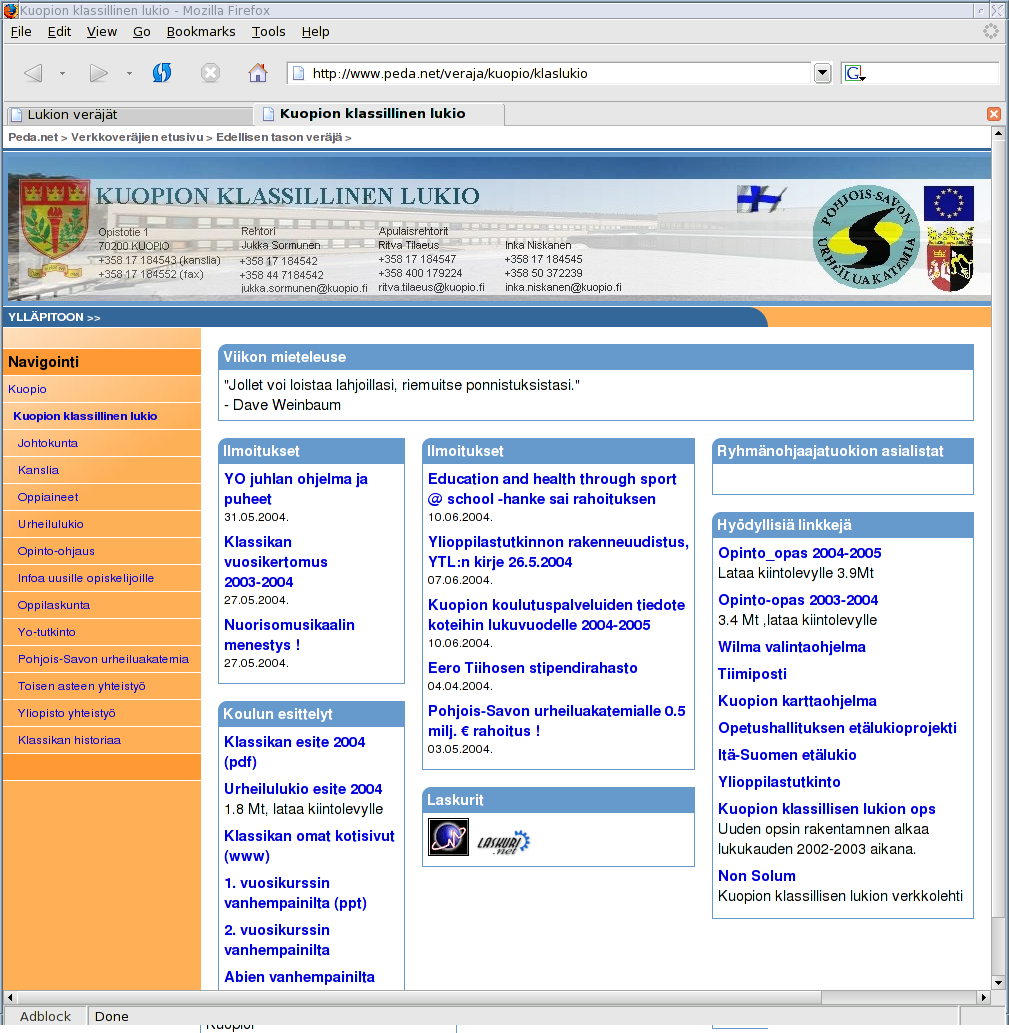 Kuopion klassillinen lukio - Mozilla Firefox
File Edit View Go Bookmarks Tools Help
http://www.peda.net/veraja/kuopio/klaslukio
G
Lukion veräjät
Kuopion klassillinen lukio
Peda.net > Verkkoveräjien etusivu > Edellisen tason veräjä >
KUOPION KLASSILLINEN LUKIO
Opistotie 1
70200 KUOPIO
+358 17 184543 (kanslia)
+358 17 184552 (fax)
Rehtori
Jukka Sormunen
+358 17 184542
+358 44 7184542
jukka.sormunen@kuopio.fi
Apulaisrehtorit
Ritva Tilaeus
+358 17 184547
+358 400 179224
ritva.tilaeus@kuopio.fi
Inka Niskanen
+358 17 184545
+358 50 372239
inka.niskanen@kuopio.fi
POHJOIS-SAVON
URHEILUAKATEMIA
YLLÄPITOON >>
Navigointi
Kuopio
Kuopion klassillinen lukio
Johtokunta
Kanslia
Oppiaineet
Urheilulukio
Opinto-ohjaus
Infoa uusille opiskelijoille
Oppilaskunta
Yo-tutkinto
Pohjois-Savon urheiluakatemia
Toisen asteen yhteistyö
Yliopisto yhteistyö
Klassikan historiaa
Viikon mieteleuse
"Jollet voi loistaa lahjoillasi, riemuitse ponnistuksistasi."
- Dave Weinbaum
Ilmoitukset
YO juhlan ohjelma ja
puheet
31.05.2004.
Klassikan
vuosikertomus
2003-2004
27.05.2004.
Nuorisomusikaalin
menestys !
27.05.2004.
Koulun esittelyt
Klassikan esite 2004
(pdf)
Urheilulukio esite 2004
1.8 Mt, lataa kiintolevylle
Klassikan omat kotisivut
(www)
1. vuosikurssin
vanhempainilta (ppt)
2. vuosikurssin
vanhempainilta
Abien vanhempainilta
Ilmoitukset
Education and health through sport
@ school -hanke sai rahoituksen
10.06.2004.
Ylioppilastutkinnon rakenneuudistus,
YTL:n kirje 26.5.2004
07.06.2004.
Kuopion koulutuspalveluiden tiedote
koteihin lukuvuodelle 2004-2005
10.06.2004.
Eero Tiihosen stipendirahasto
04.04.2004.
Pohjois-Savon urheiluakatemialle 0.5
milj. € rahoitus !
03.05.2004.
Laskurit
LASKURI
.net
Ryhmänohjaajatuokion asialistat
Hyödyllisiä linkkejä
Opinto_opas 2004-2005
Lataa kiintolevylle 3.9Mt
Opinto-opas 2003-2004
3.4 Mt ,lataa kiintolevylle
Wilma valintaohjelma
Tiimiposti
Kuopion karttaohjelma
Opetushallituksen etälukioprojekti
Itä-Suomen etälukio
Ylioppilastutkinto
Kuopion klassillisen lukion ops
Uuden opsin rakentamnen alkaa
lukukauden 2002-2003 aikana.
Non Solum
Kuopion klassillisen lukion verkkolehti
Adblock
Done